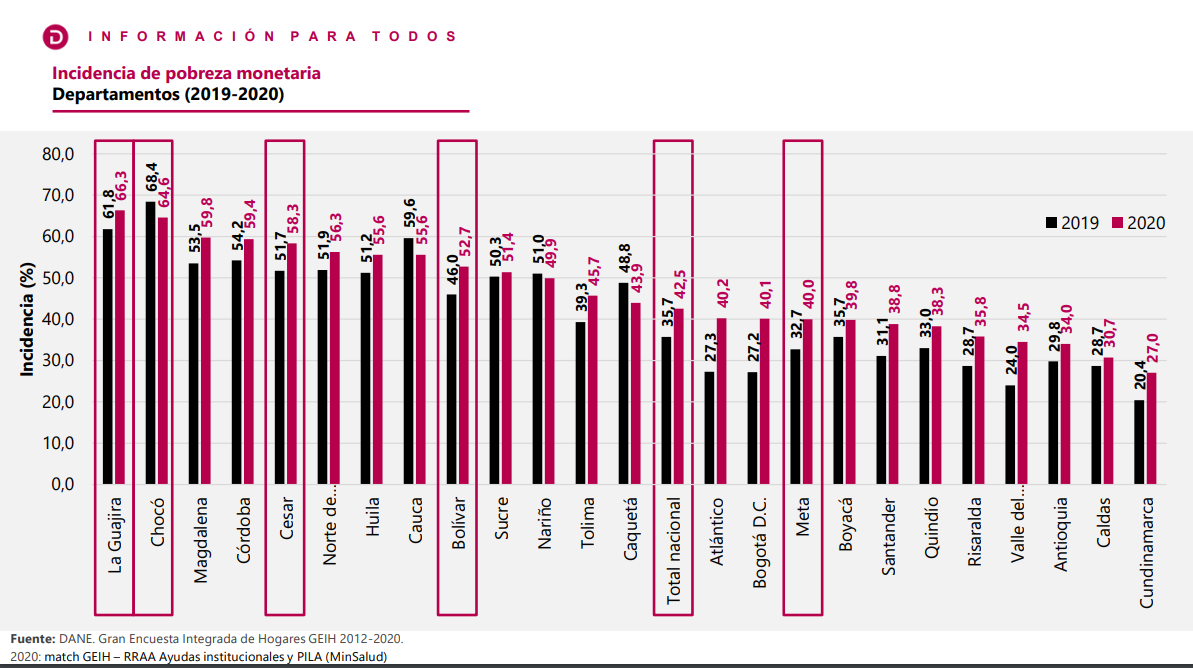 INFORMACIÓN PARA TODOS
Incidencia de pobreza monetaria
Departamentos (2019-2020)
80,0
70,0
60,0
50,0
40,0
30,0
20,0
10,0
0,0
Incidencia (%)
2019 2020
61,8 66,3 68,4 64,6 53,5 59,8 54,2 59,4 51,7 58,3 51,9 56,3 51,2 55,6 59,6 55,6 46,0 52,7 50,3 51,4 51,0 49,9 39,3 45,7 48,8 43,9 35,7 42,5 27,3 40,2 27,2 40,1 32,7 40,0 35,7 39,8 31,1 38,8 33,0 38,3 28,7 35,8 24,0 34,5 29,8 34,0 28,7 30,7 20,4 27,0
La Guajira Chocó Magdalena Córdoba Cesar Norte de... Huila Cauca Bolívar Sucre Nariño Tolima Caquetá Total nacional Atlántico Bogotá D.C. Meta Boyacá Santander Quindío Risaralda Valle del... Antioquia Caldas Cundinamarca
Fuente: DANE. Gran Encuesta Integrada de Hogares GEIH 2012-2020.
2020: match GEIH – RRAA Ayudas institucionales y PILA (MinSalud)